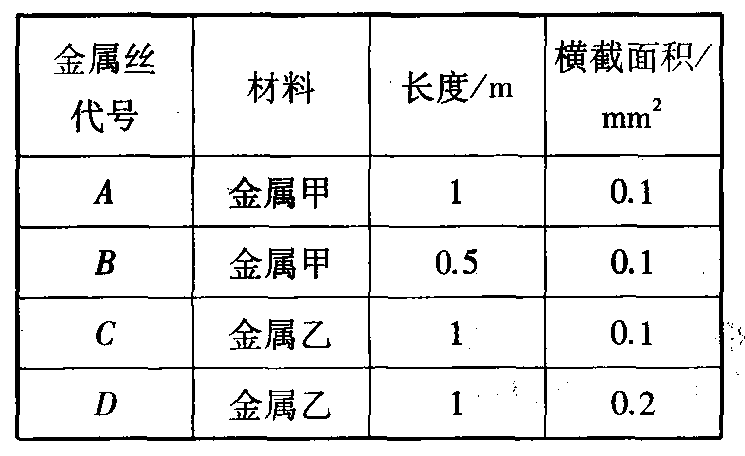 金属丝代号 材料 长度/m 横截面积/mm²
A 金属甲 1 0.1
B 金属甲 0.5 0.1
C 金属乙 1 0.1
D 金属乙 1 0.2